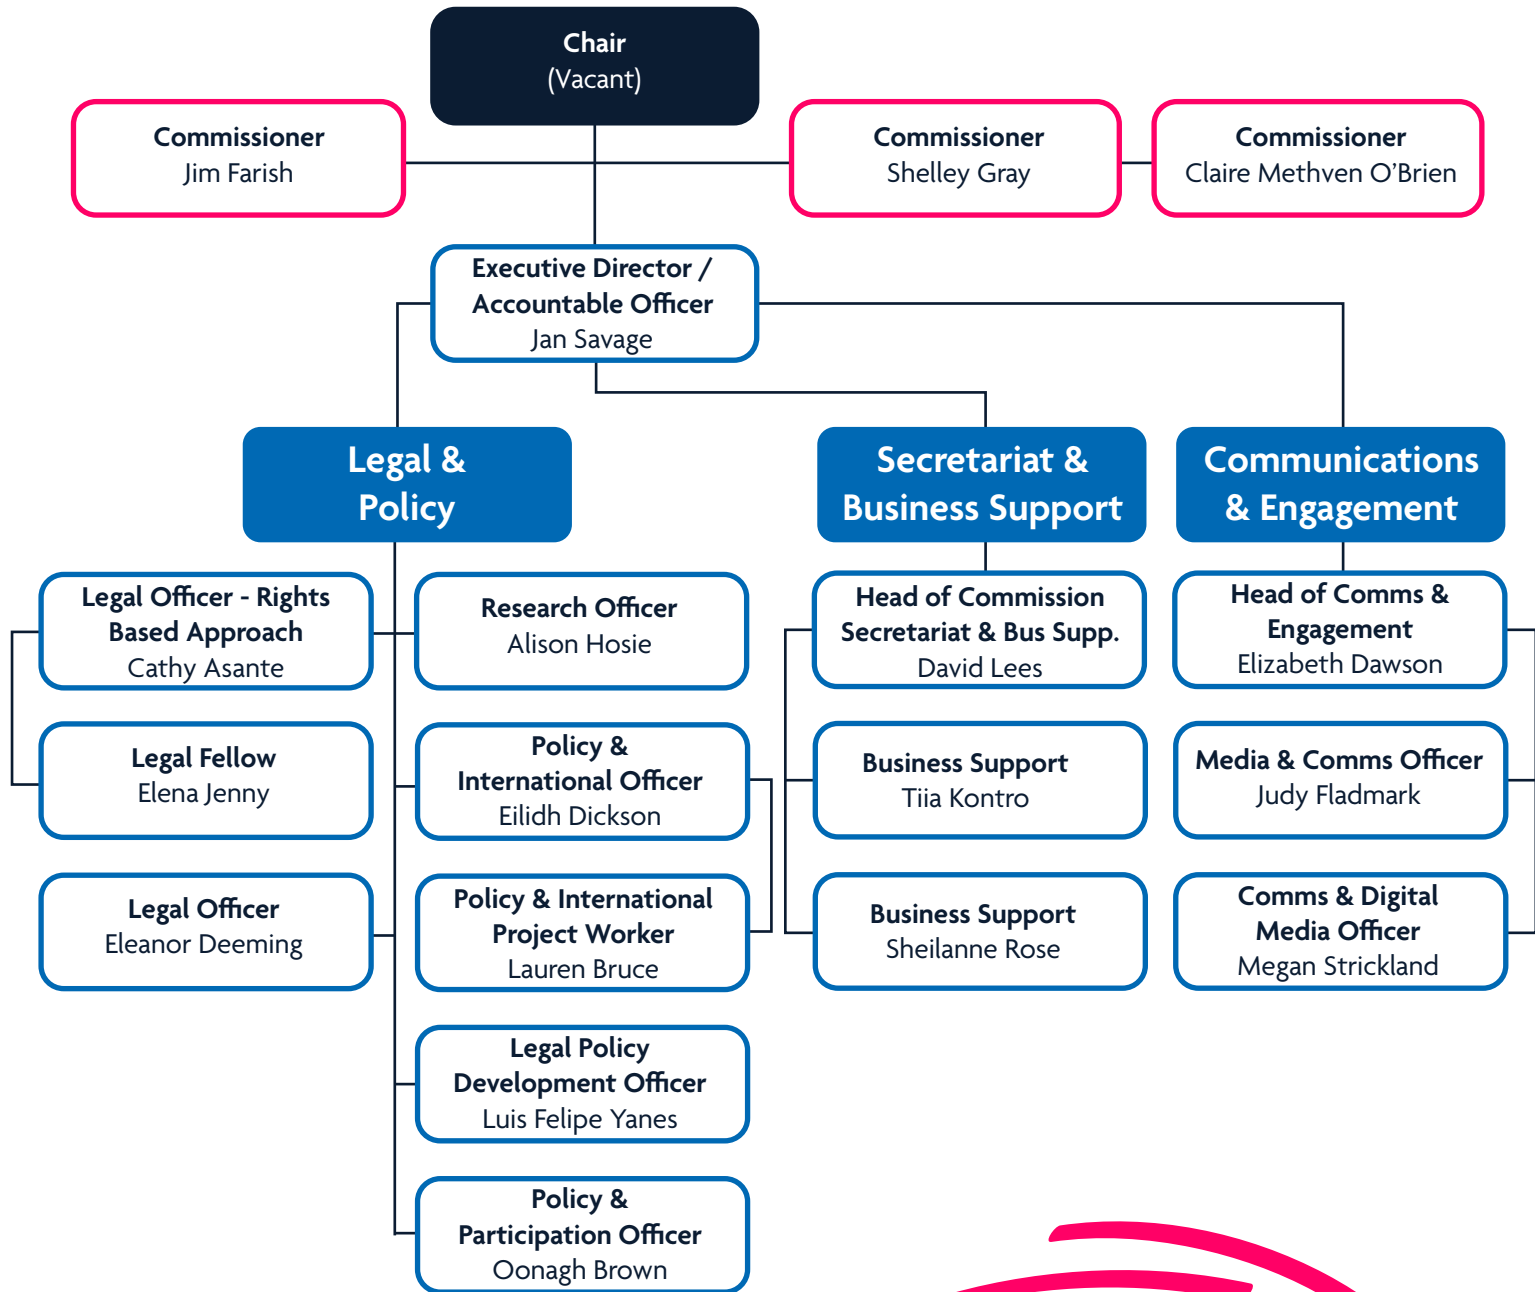 Chair
(Vacant)
Commissioner
Jim Farish
Commissioner
Shelley Gray
Commissioner
Claire Methven O’Brien
Executive Director /
Accountable Officer
Jan Savage
Legal &
Policy
Secretariat &
Business Support
Communications
& Engagement
Legal Officer - Rights
Based Approach
Cathy Asante
Research Officer
Alison Hosie
Head of Commission
Secretariat & Bus Supp.
David Lees
Head of Comms &
Engagement
Elizabeth Dawson
Legal Fellow
Elena Jenny
Policy &
International Officer
Eilidh Dickson
Business Support
Tiia Kontro
Media & Comms Officer
Judy Fladmark
Legal Officer
Eleanor Deeming
Policy & International
Project Worker
Lauren Bruce
Business Support
Sheilanne Rose
Comms & Digital
Media Officer
Megan Strickland
Legal Policy
Development Officer
Luis Felipe Yanes
Policy &
Participation Officer
Oonagh Brown